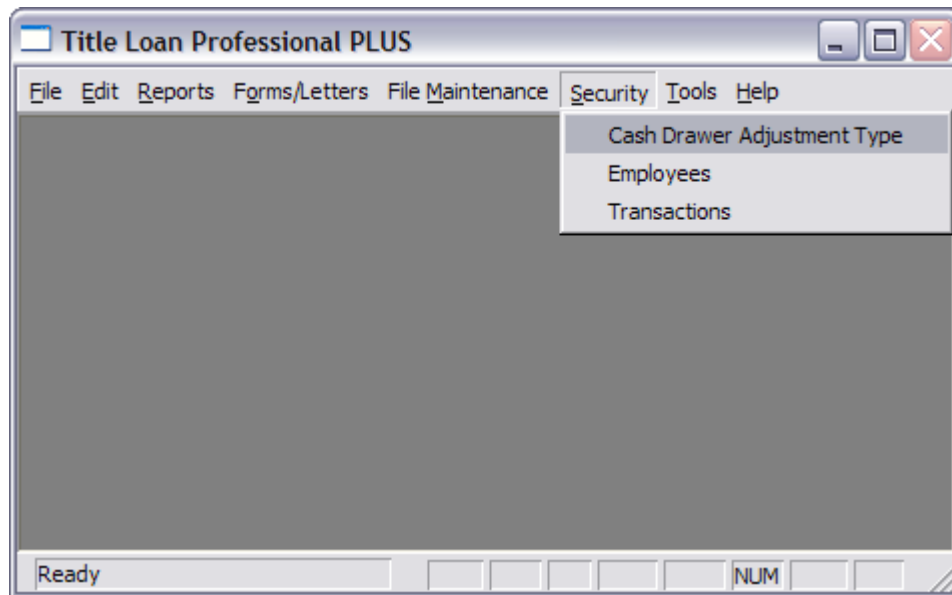 Title Loan Professional PLUS
File Edit Reports Forms/Letters File Maintenance Security Tools Help
Cash Drawer Adjustment Type
Employees
Transactions
Ready NUM